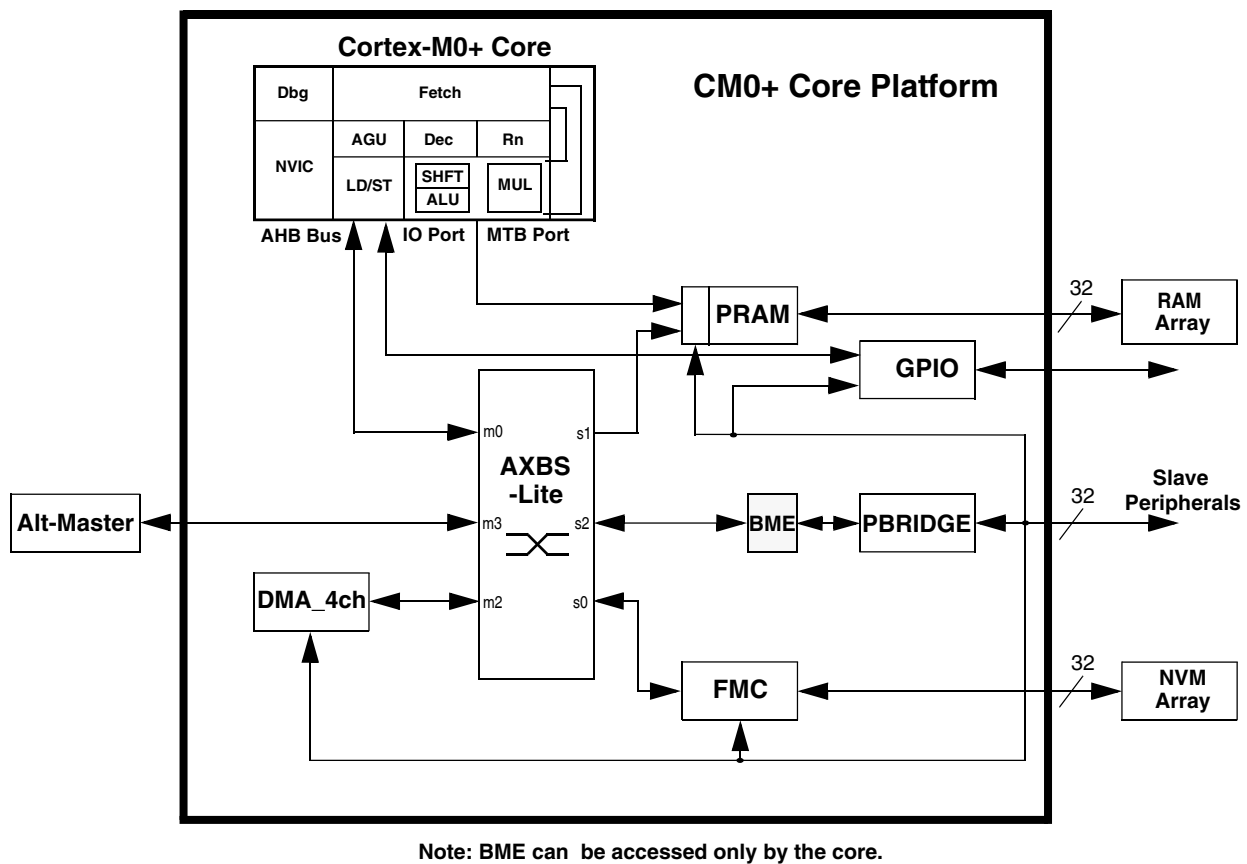 Cortex-M0+ Core
CM0+ Core Platform
Dbg
Fetch
AGU
Dec
Rn
NVIC
LD/ST
SHFT
ALU
MUL
AHB Bus
IO Port
MTB Port
PRAM
32
RAM
Array
GPIO
m0
s1
AXBS
-Lite
Alt-Master
m3
s2
BME
PBRIDGE
32
Slave
Peripherals
DMA_4ch
m2
s0
FMC
32
NVM
Array
Note: BME can  be accessed only by the core.